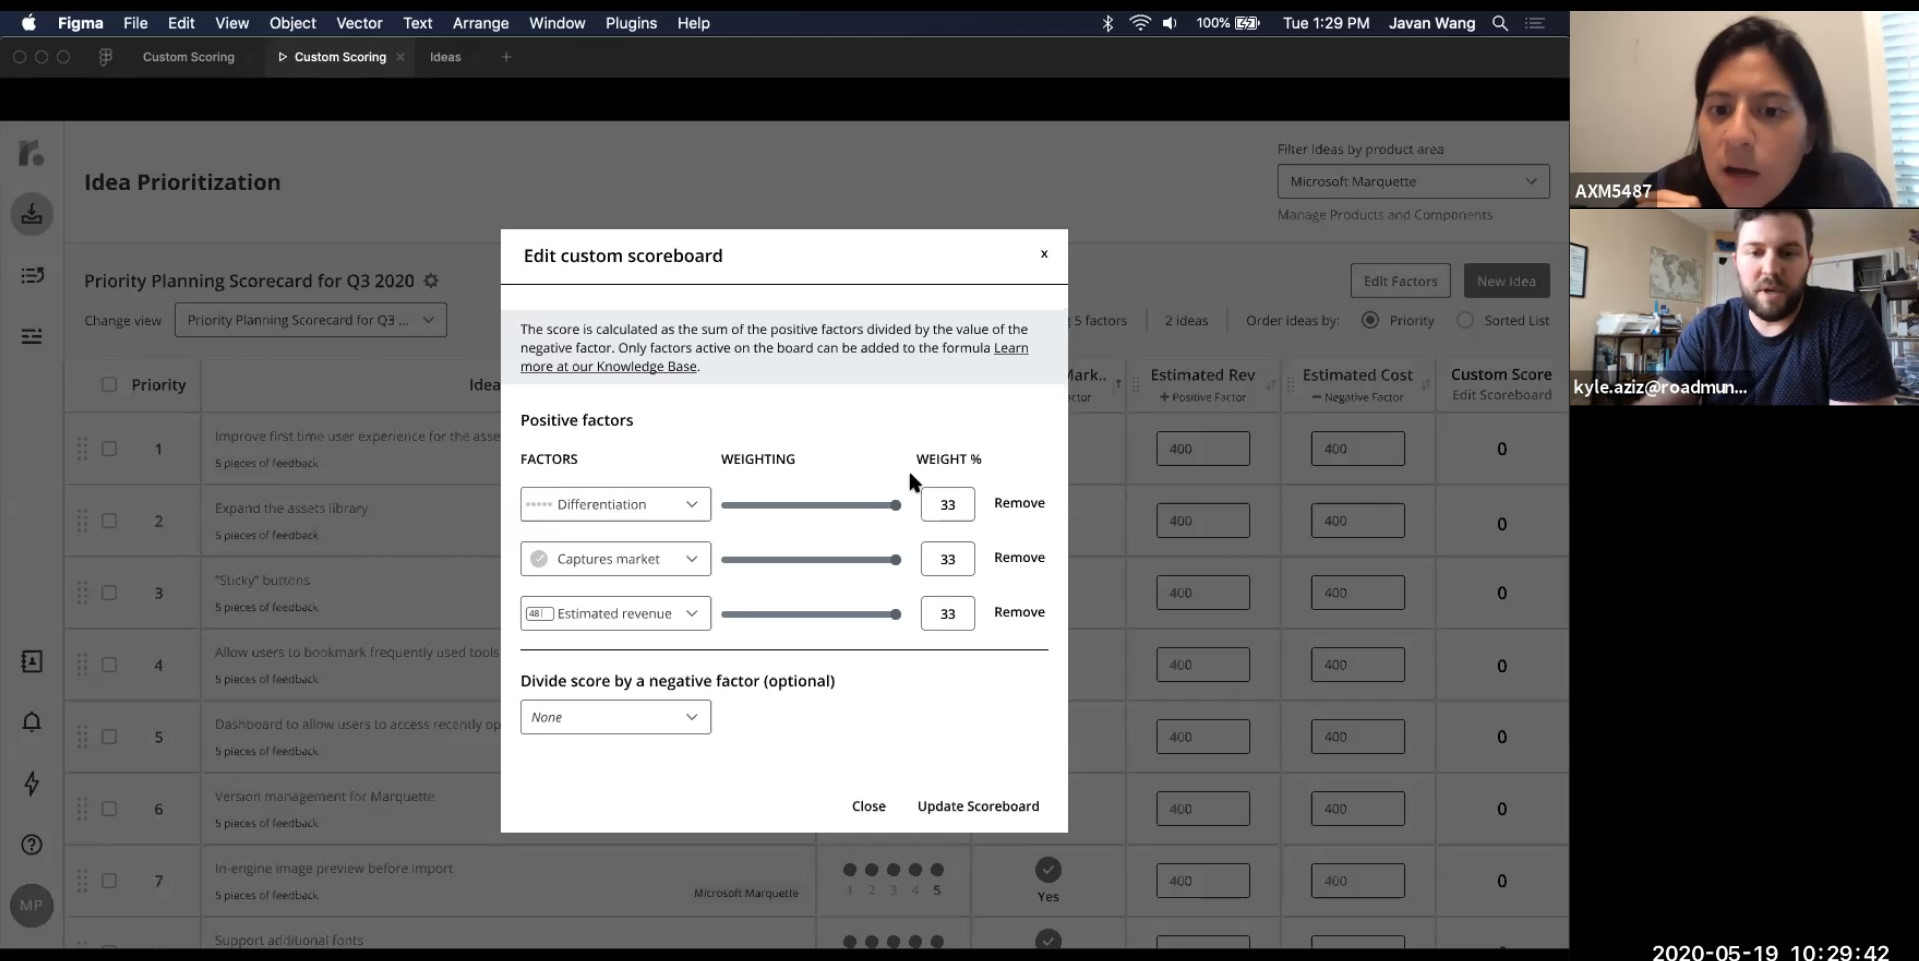 Figma File Edit View Object Vector Text Arrange Window Plugins Help 100% Tue 1:29 PM Javan Wang
Custom Scoring Custom Scoring × Ideas +
r.
Idea Prioritization
Filter ideas by product area
Microsoft Marquette
Manage Products and Components
AXM5487
Edit custom scoreboard x
Priority Planning Scorecard for Q3 2020
Edit Factors New Idea
Change view Priority Planning Scorecard for Q3 ...
5 factors 2 ideas Order ideas by: Priority Sorted List
kyle.aziz@roadmun...
The score is calculated as the sum of the positive factors divided by the value of the
negative factor. Only factors active on the board can be added to the formula Learn
more at our Knowledge Base.
Priority Estimated Rev Estimated Cost Custom Score
+ Positive Factor − Negative Factor Edit Scoreboard
Positive factors
1 Improve first time user experience for the asse 400 400 0
5 pieces of feedback
FACTORS WEIGHTING WEIGHT %
Differentiation 33 Remove
2 Expand the assets library 400 400 0
5 pieces of feedback
Captures market 33 Remove
3 "Sticky" buttons 400 400 0
5 pieces of feedback
48 Estimated revenue 33 Remove
4 Allow users to bookmark frequently used tools 400 400 0
5 pieces of feedback
Divide score by a negative factor (optional)
None
5 Dashboard to allow users to access recently op 400 400 0
5 pieces of feedback
6 Version management for Marquette 400 400 0
5 pieces of feedback
Close Update Scoreboard
7 In-engine image preview before import 400 400 0
5 pieces of feedback Microsoft Marquette 1 2 3 4 5 Yes
MP
Support additional fonts
2020-05-19 10:29:42